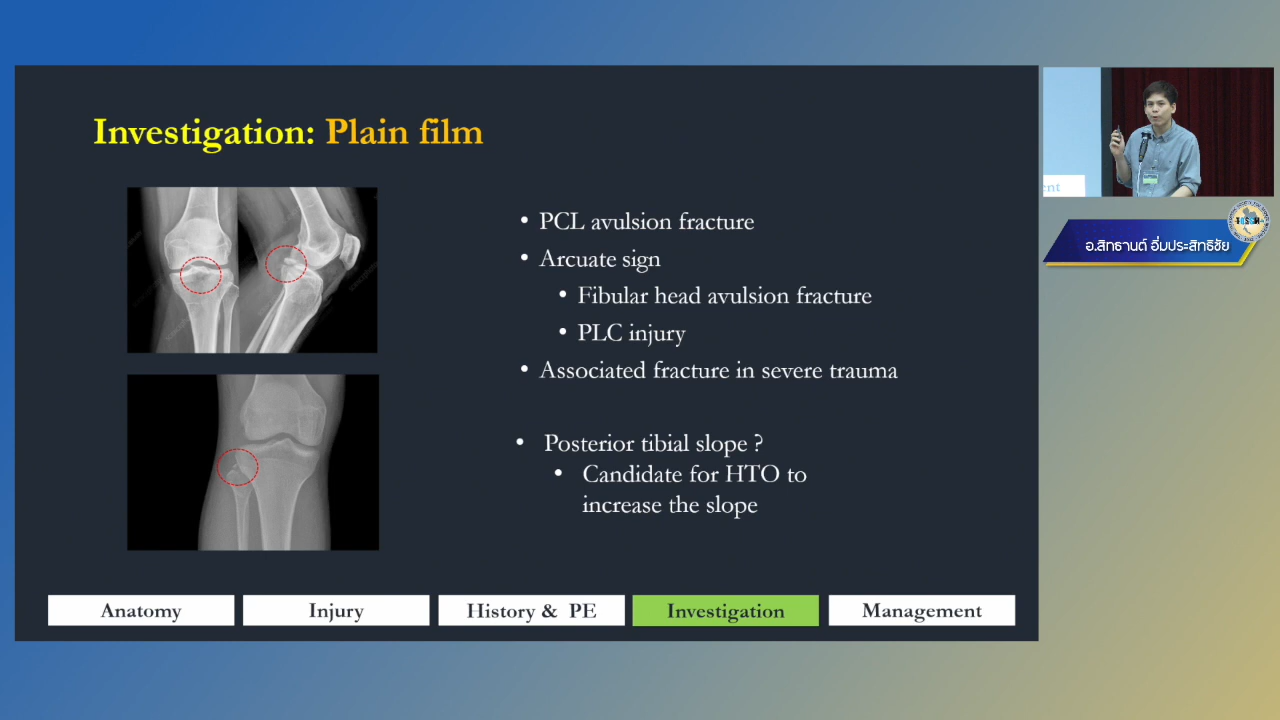 Investigation: Plain film
• PCL avulsion fracture
• Arcuate sign
• Fibular head avulsion fracture
• PLC injury
• Associated fracture in severe trauma
• Posterior tibial slope ?
• Candidate for HTO to
increase the slope
Anatomy
Injury
History & PE
Investigation
Management
อ.สิทธานต์ อิ่มประสิทธิชัย